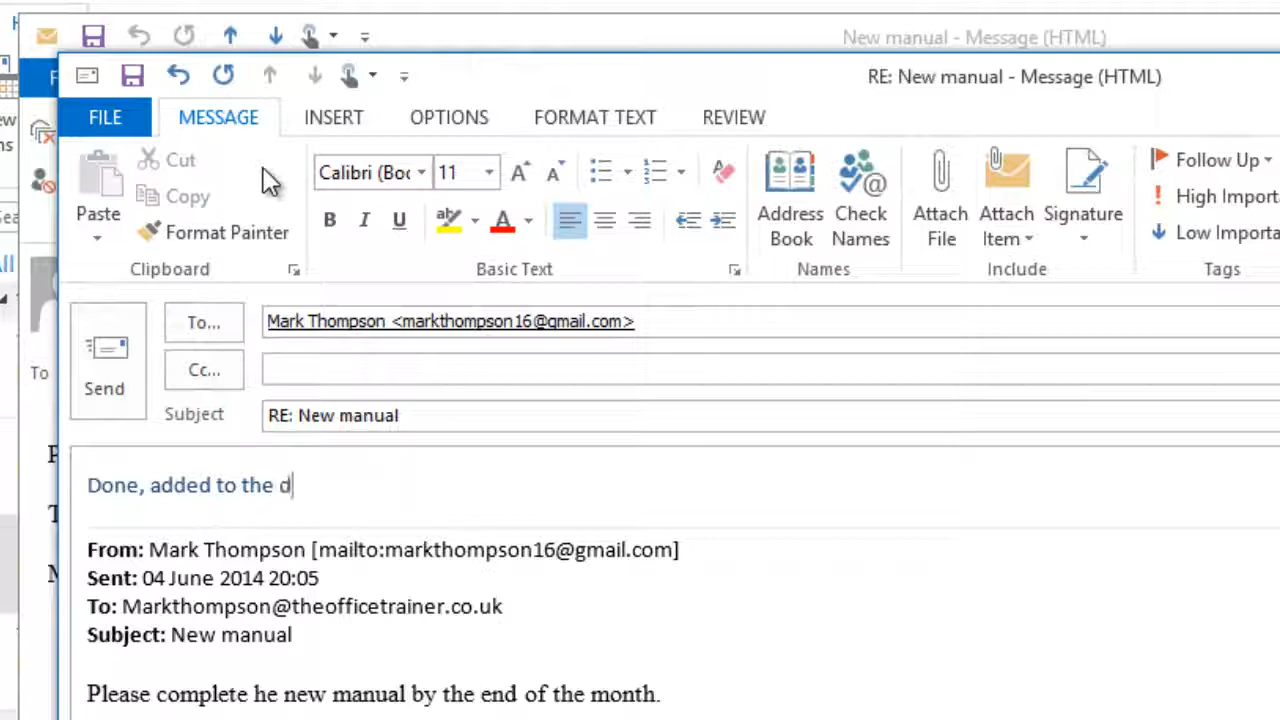 New manual - Message (HTML)
RE: New manual - Message (HTML)
FILE MESSAGE INSERT OPTIONS FORMAT TEXT REVIEW
Paste
Cut
Copy
Format Painter
Clipboard
Calibri (Boc 11
B I U
Basic Text
Address Book
Check Names
Names
Attach File
Attach Item
Signature
Include
Follow Up
High Import
Low Importa
Tags
Send
To... Mark Thompson <markthompson16@gmail.com>
Cc...
Subject RE: New manual
To
Done, added to the d
From: Mark Thompson [mailto:markthompson16@gmail.com]
Sent: 04 June 2014 20:05
To: Markthompson@theofficetrainer.co.uk
Subject: New manual
Please complete he new manual by the end of the month.